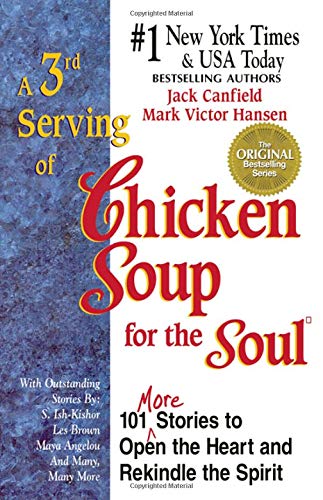 #1 New York Times
& USA Today
BESTSELLING AUTHORS
Jack Canfield
Mark Victor Hansen
The
ORIGINAL
Bestselling
Series
A 3rd
Serving
of
Chicken
Soup
for the Soul
With Outstanding
Stories By:
S. Ish-Kishor
Les Brown
Maya Angelou
And Many,
Many More
More
101 Stories to
Open the Heart and
Rekindle the Spirit
Copyrighted Material